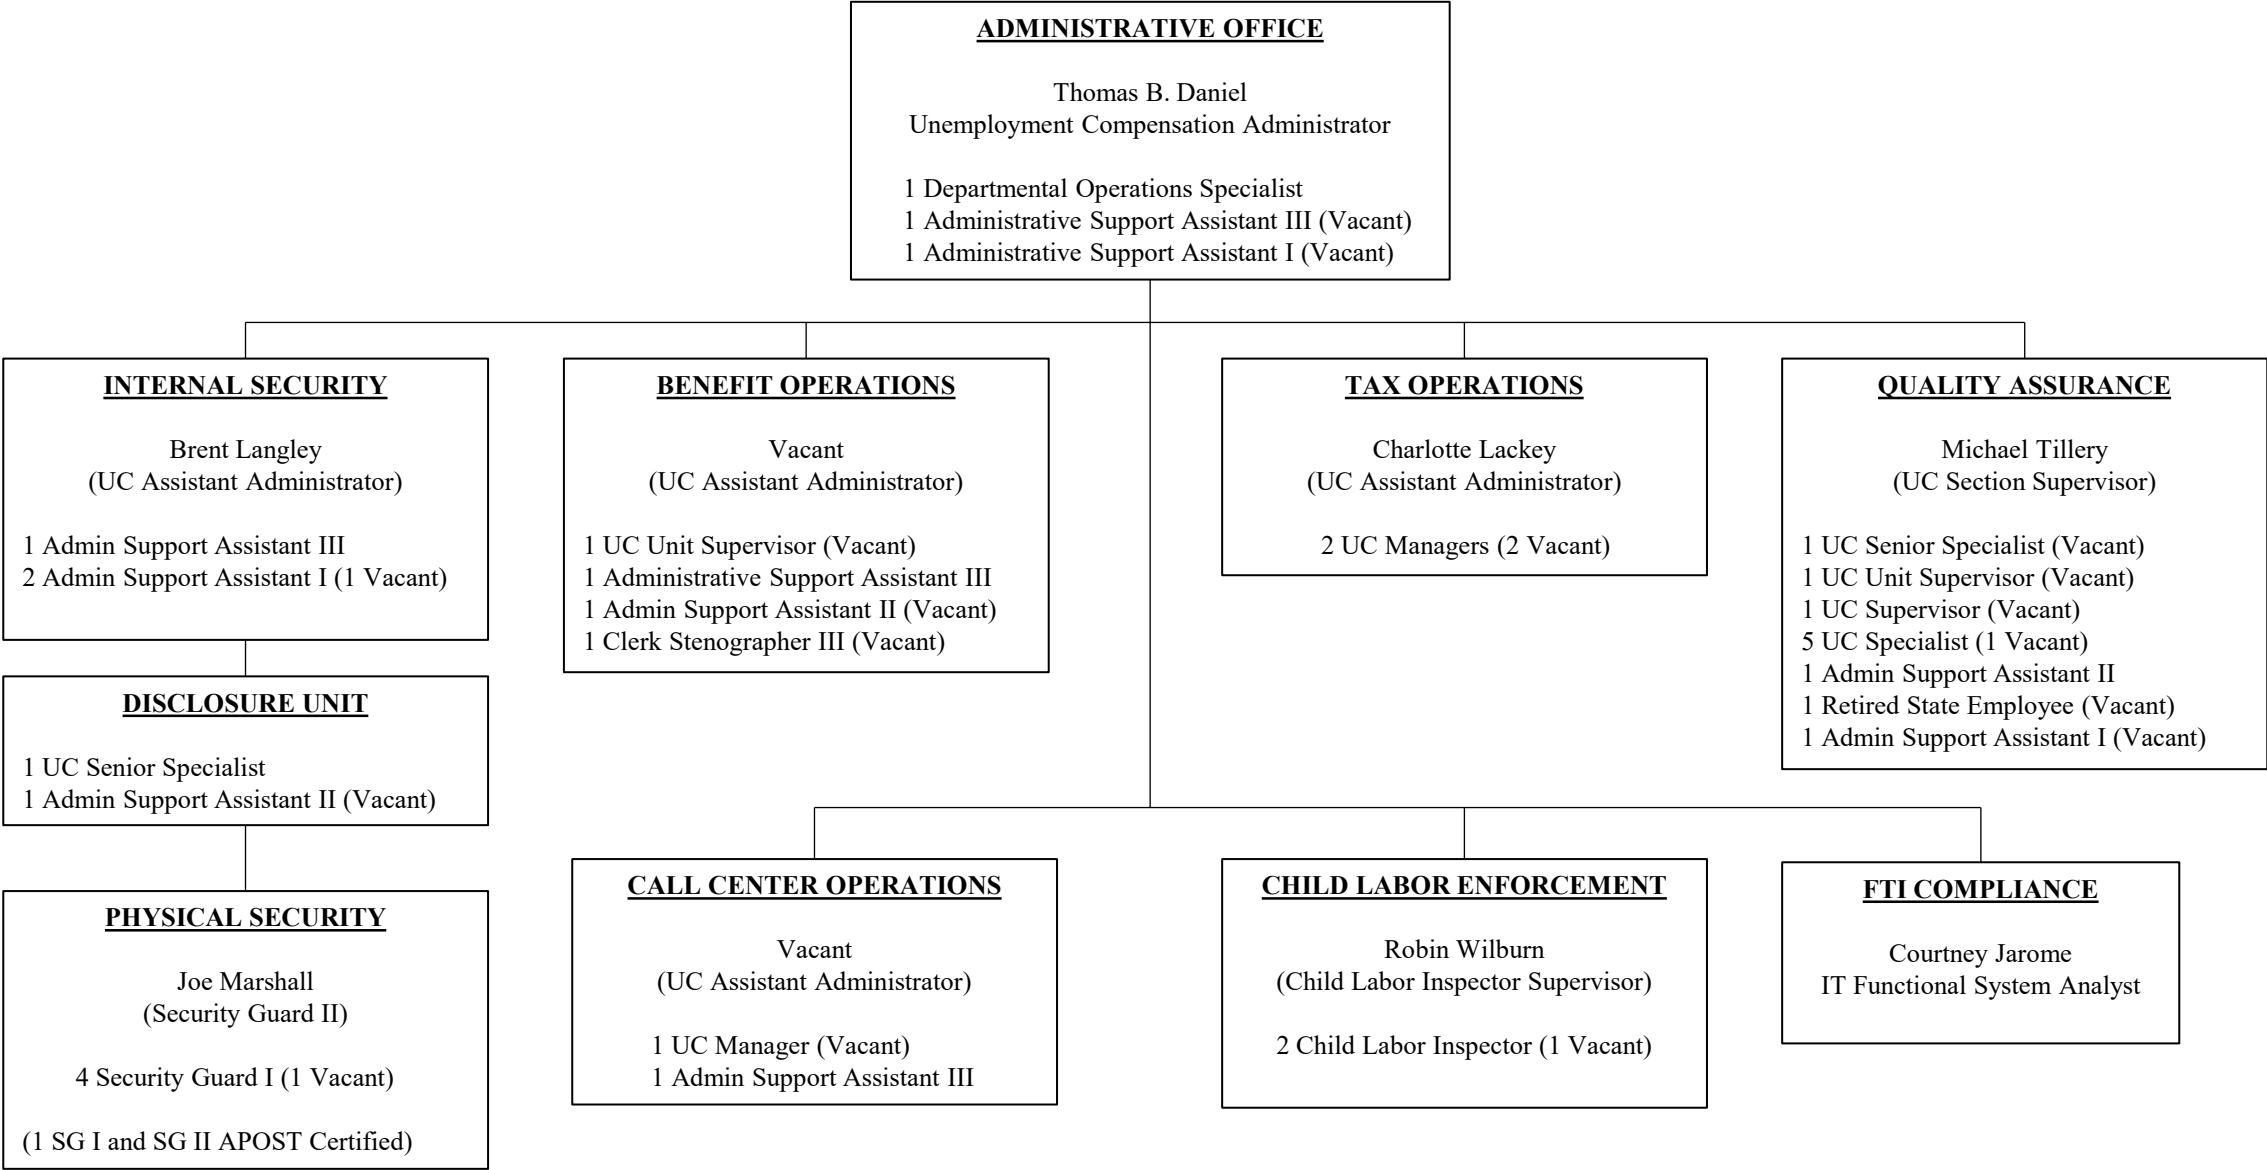 ADMINISTRATIVE OFFICE
Thomas B. Daniel
Unemployment Compensation Administrator
1 Departmental Operations Specialist
1 Administrative Support Assistant III (Vacant)
1 Administrative Support Assistant I (Vacant)
INTERNAL SECURITY
Brent Langley
(UC Assistant Administrator)
1 Admin Support Assistant III
2 Admin Support Assistant I (1 Vacant)
BENEFIT OPERATIONS
Vacant
(UC Assistant Administrator)
1 UC Unit Supervisor (Vacant)
1 Administrative Support Assistant III
1 Admin Support Assistant II (Vacant)
1 Clerk Stenographer III (Vacant)
TAX OPERATIONS
Charlotte Lackey
(UC Assistant Administrator)
2 UC Managers (2 Vacant)
QUALITY ASSURANCE
Michael Tillery
(UC Section Supervisor)
1 UC Senior Specialist (Vacant)
1 UC Unit Supervisor (Vacant)
1 UC Supervisor (Vacant)
5 UC Specialist (1 Vacant)
1 Admin Support Assistant II
1 Retired State Employee (Vacant)
1 Admin Support Assistant I (Vacant)
DISCLOSURE UNIT
1 UC Senior Specialist
1 Admin Support Assistant II (Vacant)
PHYSICAL SECURITY
Joe Marshall
(Security Guard II)
4 Security Guard I (1 Vacant)
(1 SG I and SG II APOST Certified)
CALL CENTER OPERATIONS
Vacant
(UC Assistant Administrator)
1 UC Manager (Vacant)
1 Admin Support Assistant III
CHILD LABOR ENFORCEMENT
Robin Wilburn
(Child Labor Inspector Supervisor)
2 Child Labor Inspector (1 Vacant)
FTI COMPLIANCE
Courtney Jarome
IT Functional System Analyst